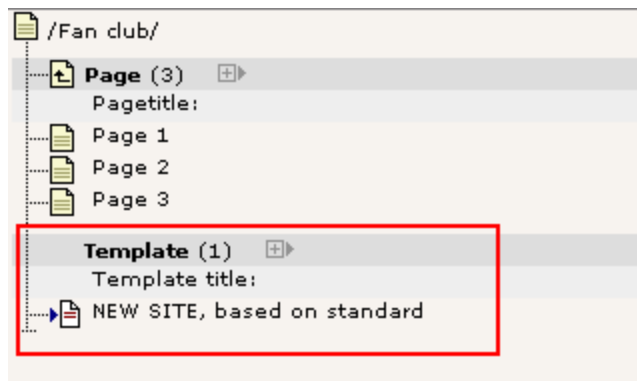 /Fan club/
Page (3)
Pagetitle:
Page 1
Page 2
Page 3
Template (1)
Template title:
NEW SITE, based on standard